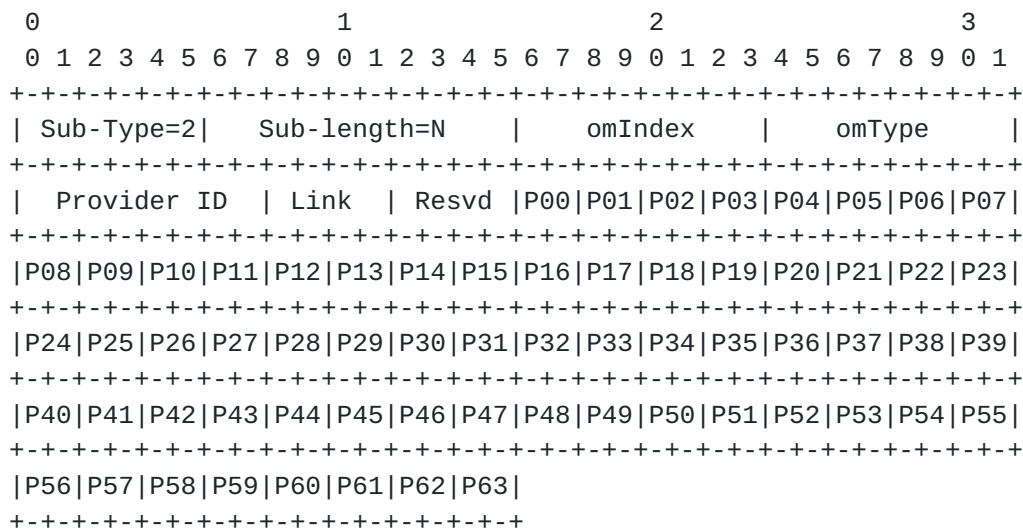 0                   1                   2                   3
 0 1 2 3 4 5 6 7 8 9 0 1 2 3 4 5 6 7 8 9 0 1 2 3 4 5 6 7 8 9 0 1
+-+-+-+-+-+-+-+-+-+-+-+-+-+-+-+-+-+-+-+-+-+-+-+-+-+-+-+-+-+-+-+-+
| Sub-Type=2|   Sub-length=N    |    omIndex    |    omType     |
+-+-+-+-+-+-+-+-+-+-+-+-+-+-+-+-+-+-+-+-+-+-+-+-+-+-+-+-+-+-+-+-+
|  Provider ID  | Link  | Resvd |P00|P01|P02|P03|P04|P05|P06|P07|
+-+-+-+-+-+-+-+-+-+-+-+-+-+-+-+-+-+-+-+-+-+-+-+-+-+-+-+-+-+-+-+-+
|P08|P09|P10|P11|P12|P13|P14|P15|P16|P17|P18|P19|P20|P21|P22|P23|
+-+-+-+-+-+-+-+-+-+-+-+-+-+-+-+-+-+-+-+-+-+-+-+-+-+-+-+-+-+-+-+-+
|P24|P25|P26|P27|P28|P29|P30|P31|P32|P33|P34|P35|P36|P37|P38|P39|
+-+-+-+-+-+-+-+-+-+-+-+-+-+-+-+-+-+-+-+-+-+-+-+-+-+-+-+-+-+-+-+-+
|P40|P41|P42|P43|P44|P45|P46|P47|P48|P49|P50|P51|P52|P53|P54|P55|
+-+-+-+-+-+-+-+-+-+-+-+-+-+-+-+-+-+-+-+-+-+-+-+-+-+-+-+-+-+-+-+-+
|P56|P57|P58|P59|P60|P61|P62|P63|
+-+-+-+-+-+-+-+-+-+-+-+-+-+-+-+-+